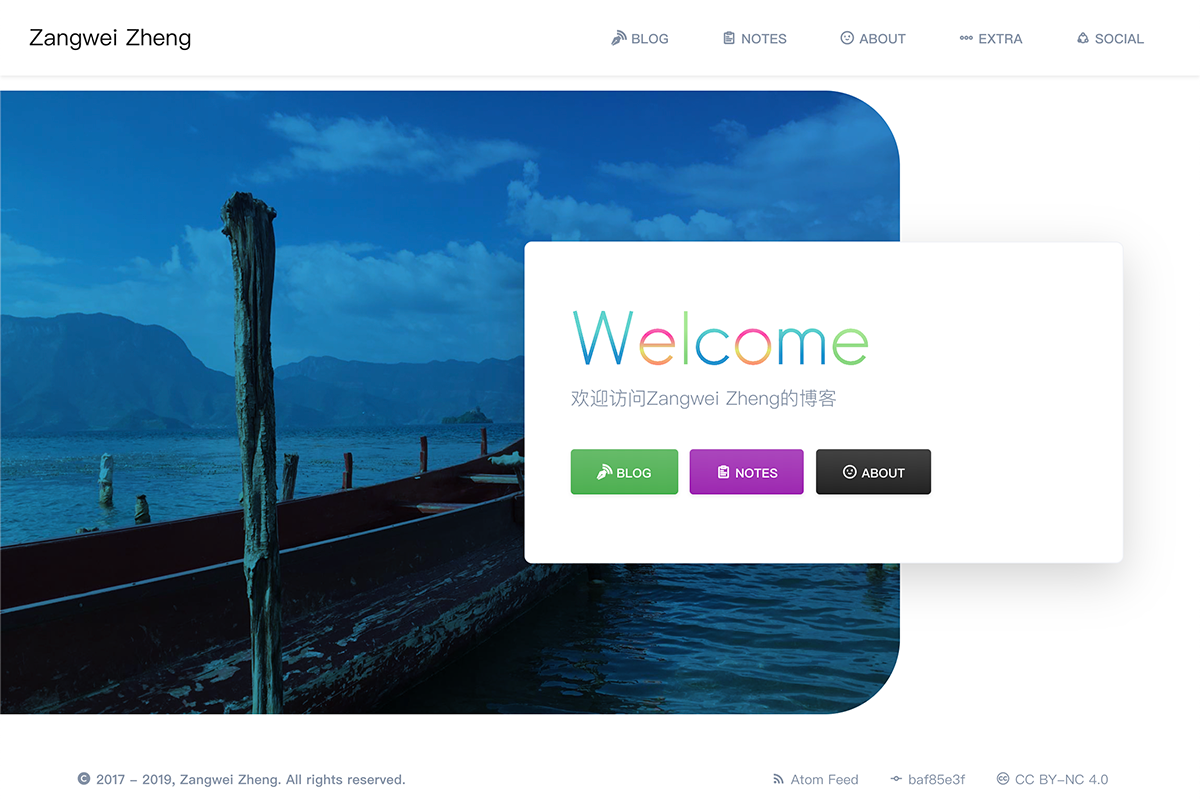 Zangwei Zheng
BLOG NOTES ABOUT EXTRA SOCIAL
Welcome
欢迎访问Zangwei Zheng的博客
BLOG NOTES ABOUT
2017 - 2019, Zangwei Zheng. All rights reserved. Atom Feed baf85e3f CC BY-NC 4.0